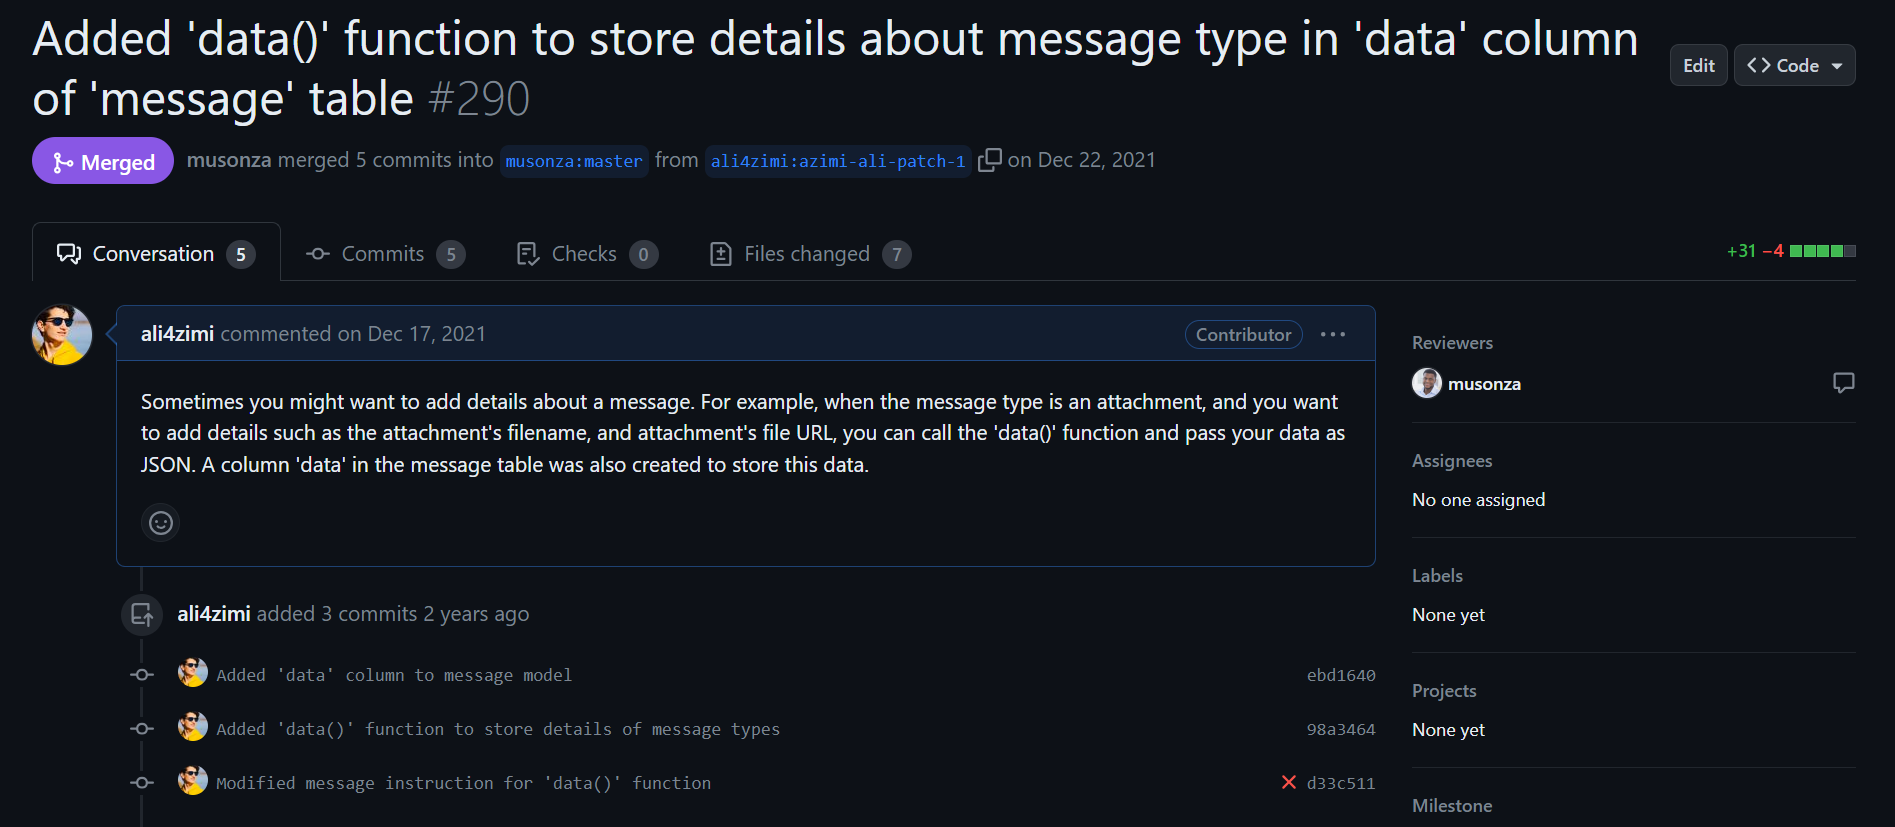 Added 'data()' function to store details about message type in 'data' column
of 'message' table #290
Edit
Code
Merged
musonza merged 5 commits into musonza:master from ali4zimi:azimi-ali-patch-1 on Dec 22, 2021
Conversation 5
Commits 5
Checks 0
Files changed 7
+31 −4
ali4zimi commented on Dec 17, 2021
Contributor
Sometimes you might want to add details about a message. For example, when the message type is an attachment, and you want
to add details such as the attachment's filename, and attachment's file URL, you can call the 'data()' function and pass your data as
JSON. A column 'data' in the message table was also created to store this data.
ali4zimi added 3 commits 2 years ago
Added 'data' column to message model ebd1640
Added 'data()' function to store details of message types 98a3464
Modified message instruction for 'data()' function d33c511
Reviewers
musonza
Assignees
No one assigned
Labels
None yet
Projects
None yet
Milestone